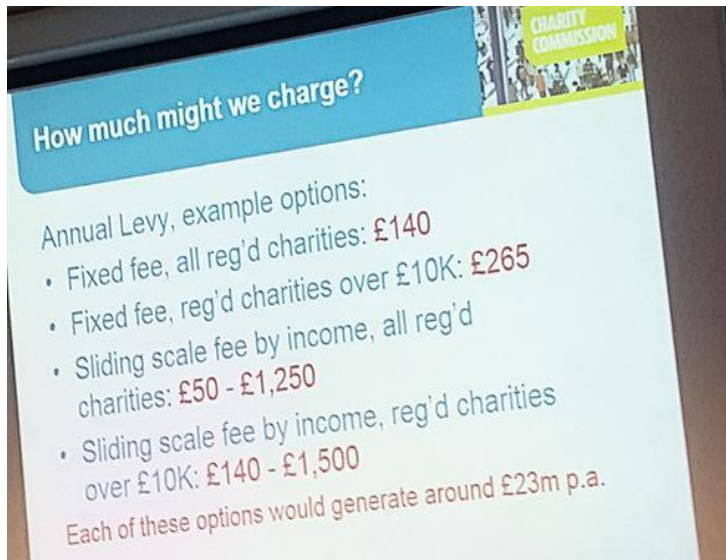 CHARITY
COMMISSION
How much might we charge?
Annual Levy, example options:
• Fixed fee, all reg'd charities: £140
• Fixed fee, reg'd charities over £10K: £265
• Sliding scale fee by income, all reg'd
charities: £50 - £1,250
• Sliding scale fee by income, reg'd charities
over £10K: £140 - £1,500
Each of these options would generate around £23m p.a.